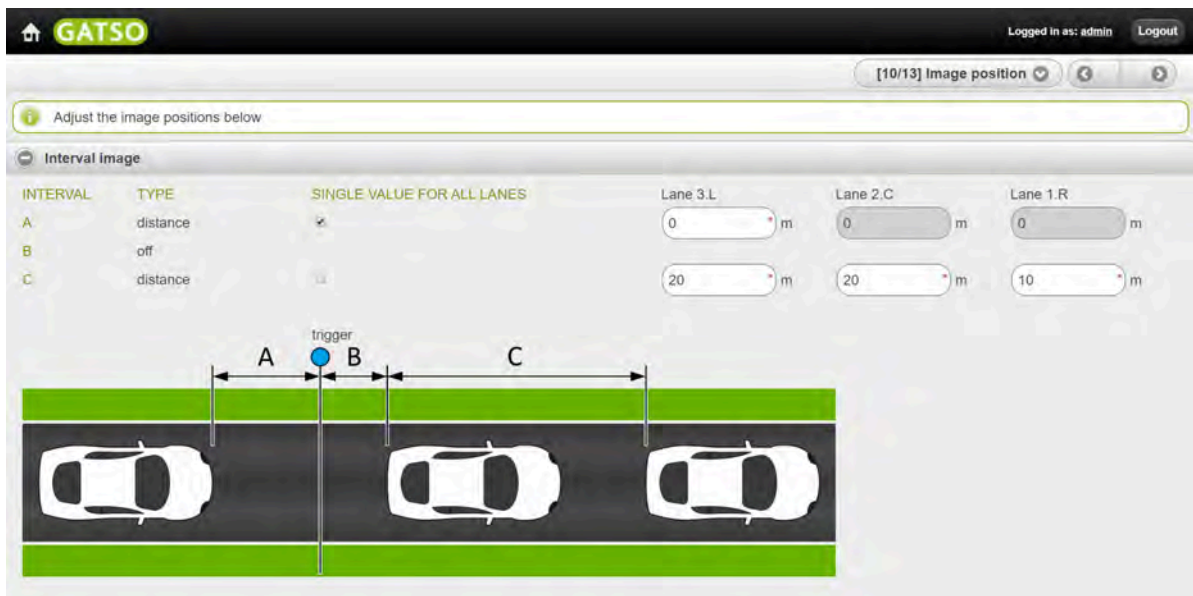 GATSO Logged in as: admin Logout
[10/13] Image position
Adjust the image positions below
Interval image
INTERVAL TYPE SINGLE VALUE FOR ALL LANES Lane 3.L Lane 2.C Lane 1.R
A distance 0 * m 0 m 0 m
B off
C distance 20 * m 20 * m 10 * m
trigger
A B C